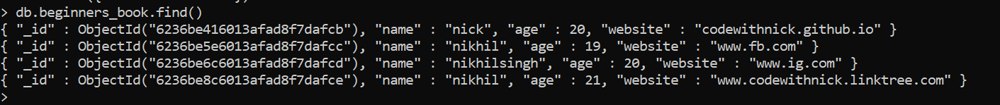 > db.beginners_book.find()
{ "_id" : ObjectId("6236be416013afad8f7dafcb"), "name" : "nick", "age" : 20, "website" : "codewithnick.github.io" }
{ "_id" : ObjectId("6236be5e6013afad8f7dafcc"), "name" : "nikhil", "age" : 19, "website" : "www.fb.com" }
{ "_id" : ObjectId("6236be6c6013afad8f7dafcd"), "name" : "nikhilsingh", "age" : 20, "website" : "www.ig.com" }
{ "_id" : ObjectId("6236be8c6013afad8f7dafce"), "name" : "nikhil", "age" : 21, "website" : "www.codewithnick.linktree.com" }
>